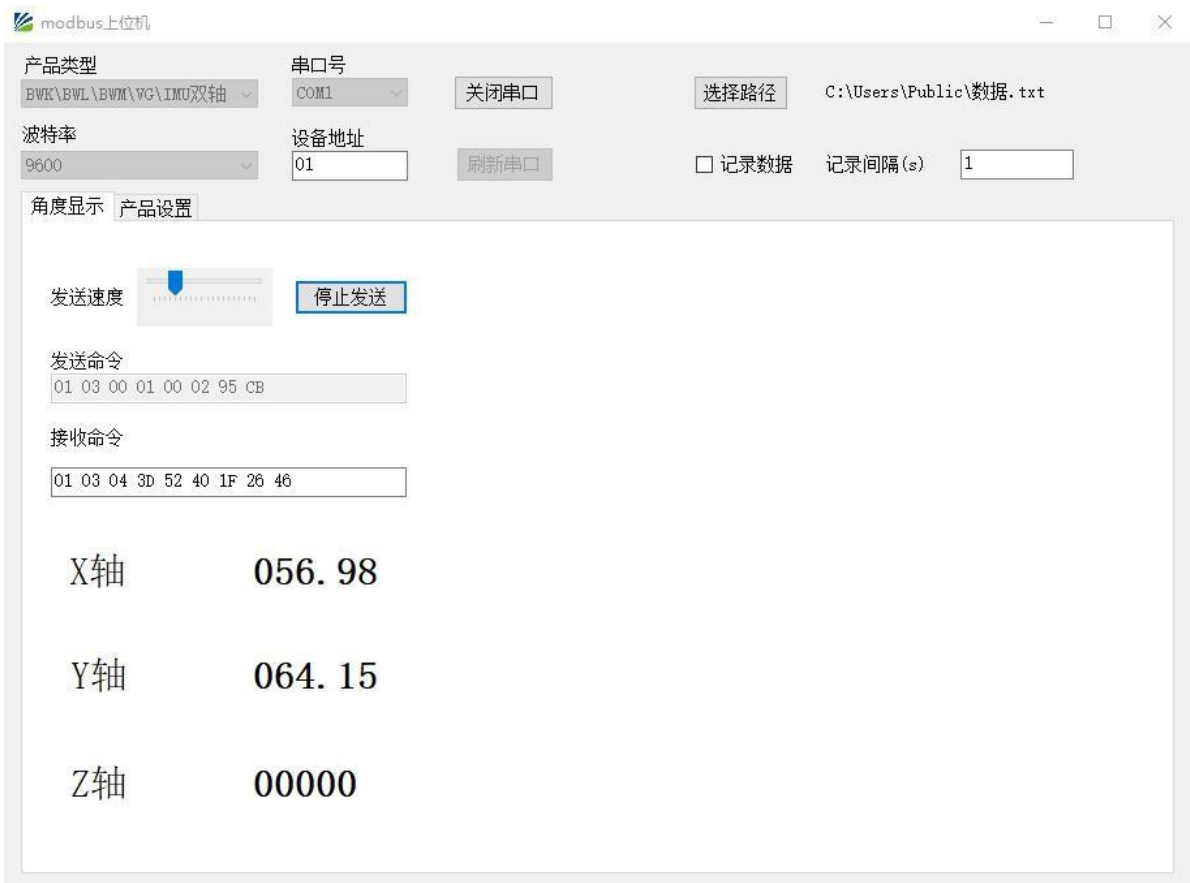 modbus上位机
产品类型
串口号
BWK\BWL\BWM\VG\IMU双轴
COM1
关闭串口
选择路径
C:\Users\Public\数据.txt
波特率
设备地址
9600
01
刷新串口
记录数据
记录间隔(s)
1
角度显示
产品设置
发送速度
停止发送
发送命令
01 03 00 01 00 02 95 CB
接收命令
01 03 04 3D 52 40 1F 26 46
X轴
056.98
Y轴
064.15
Z轴
00000